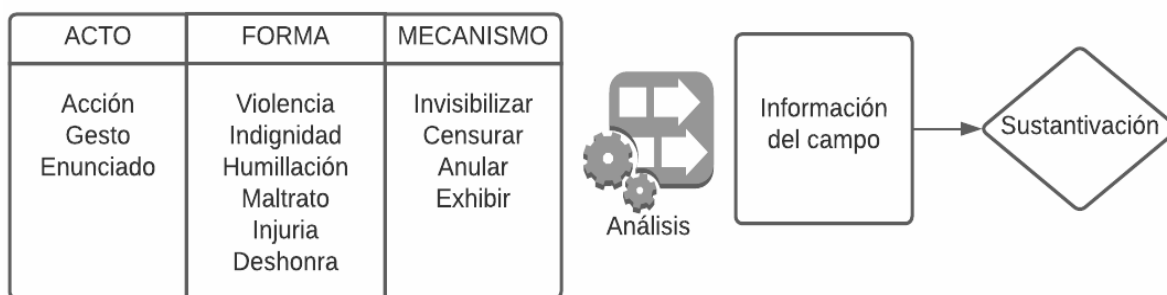 ACTO
FORMA
MECANISMO
Acción
Gesto
Enunciado
Violencia
Indignidad
Humillación
Maltrato
Injuria
Deshonra
Invisibilizar
Censurar
Anular
Exhibir
Análisis
Información
del campo
Sustantivación